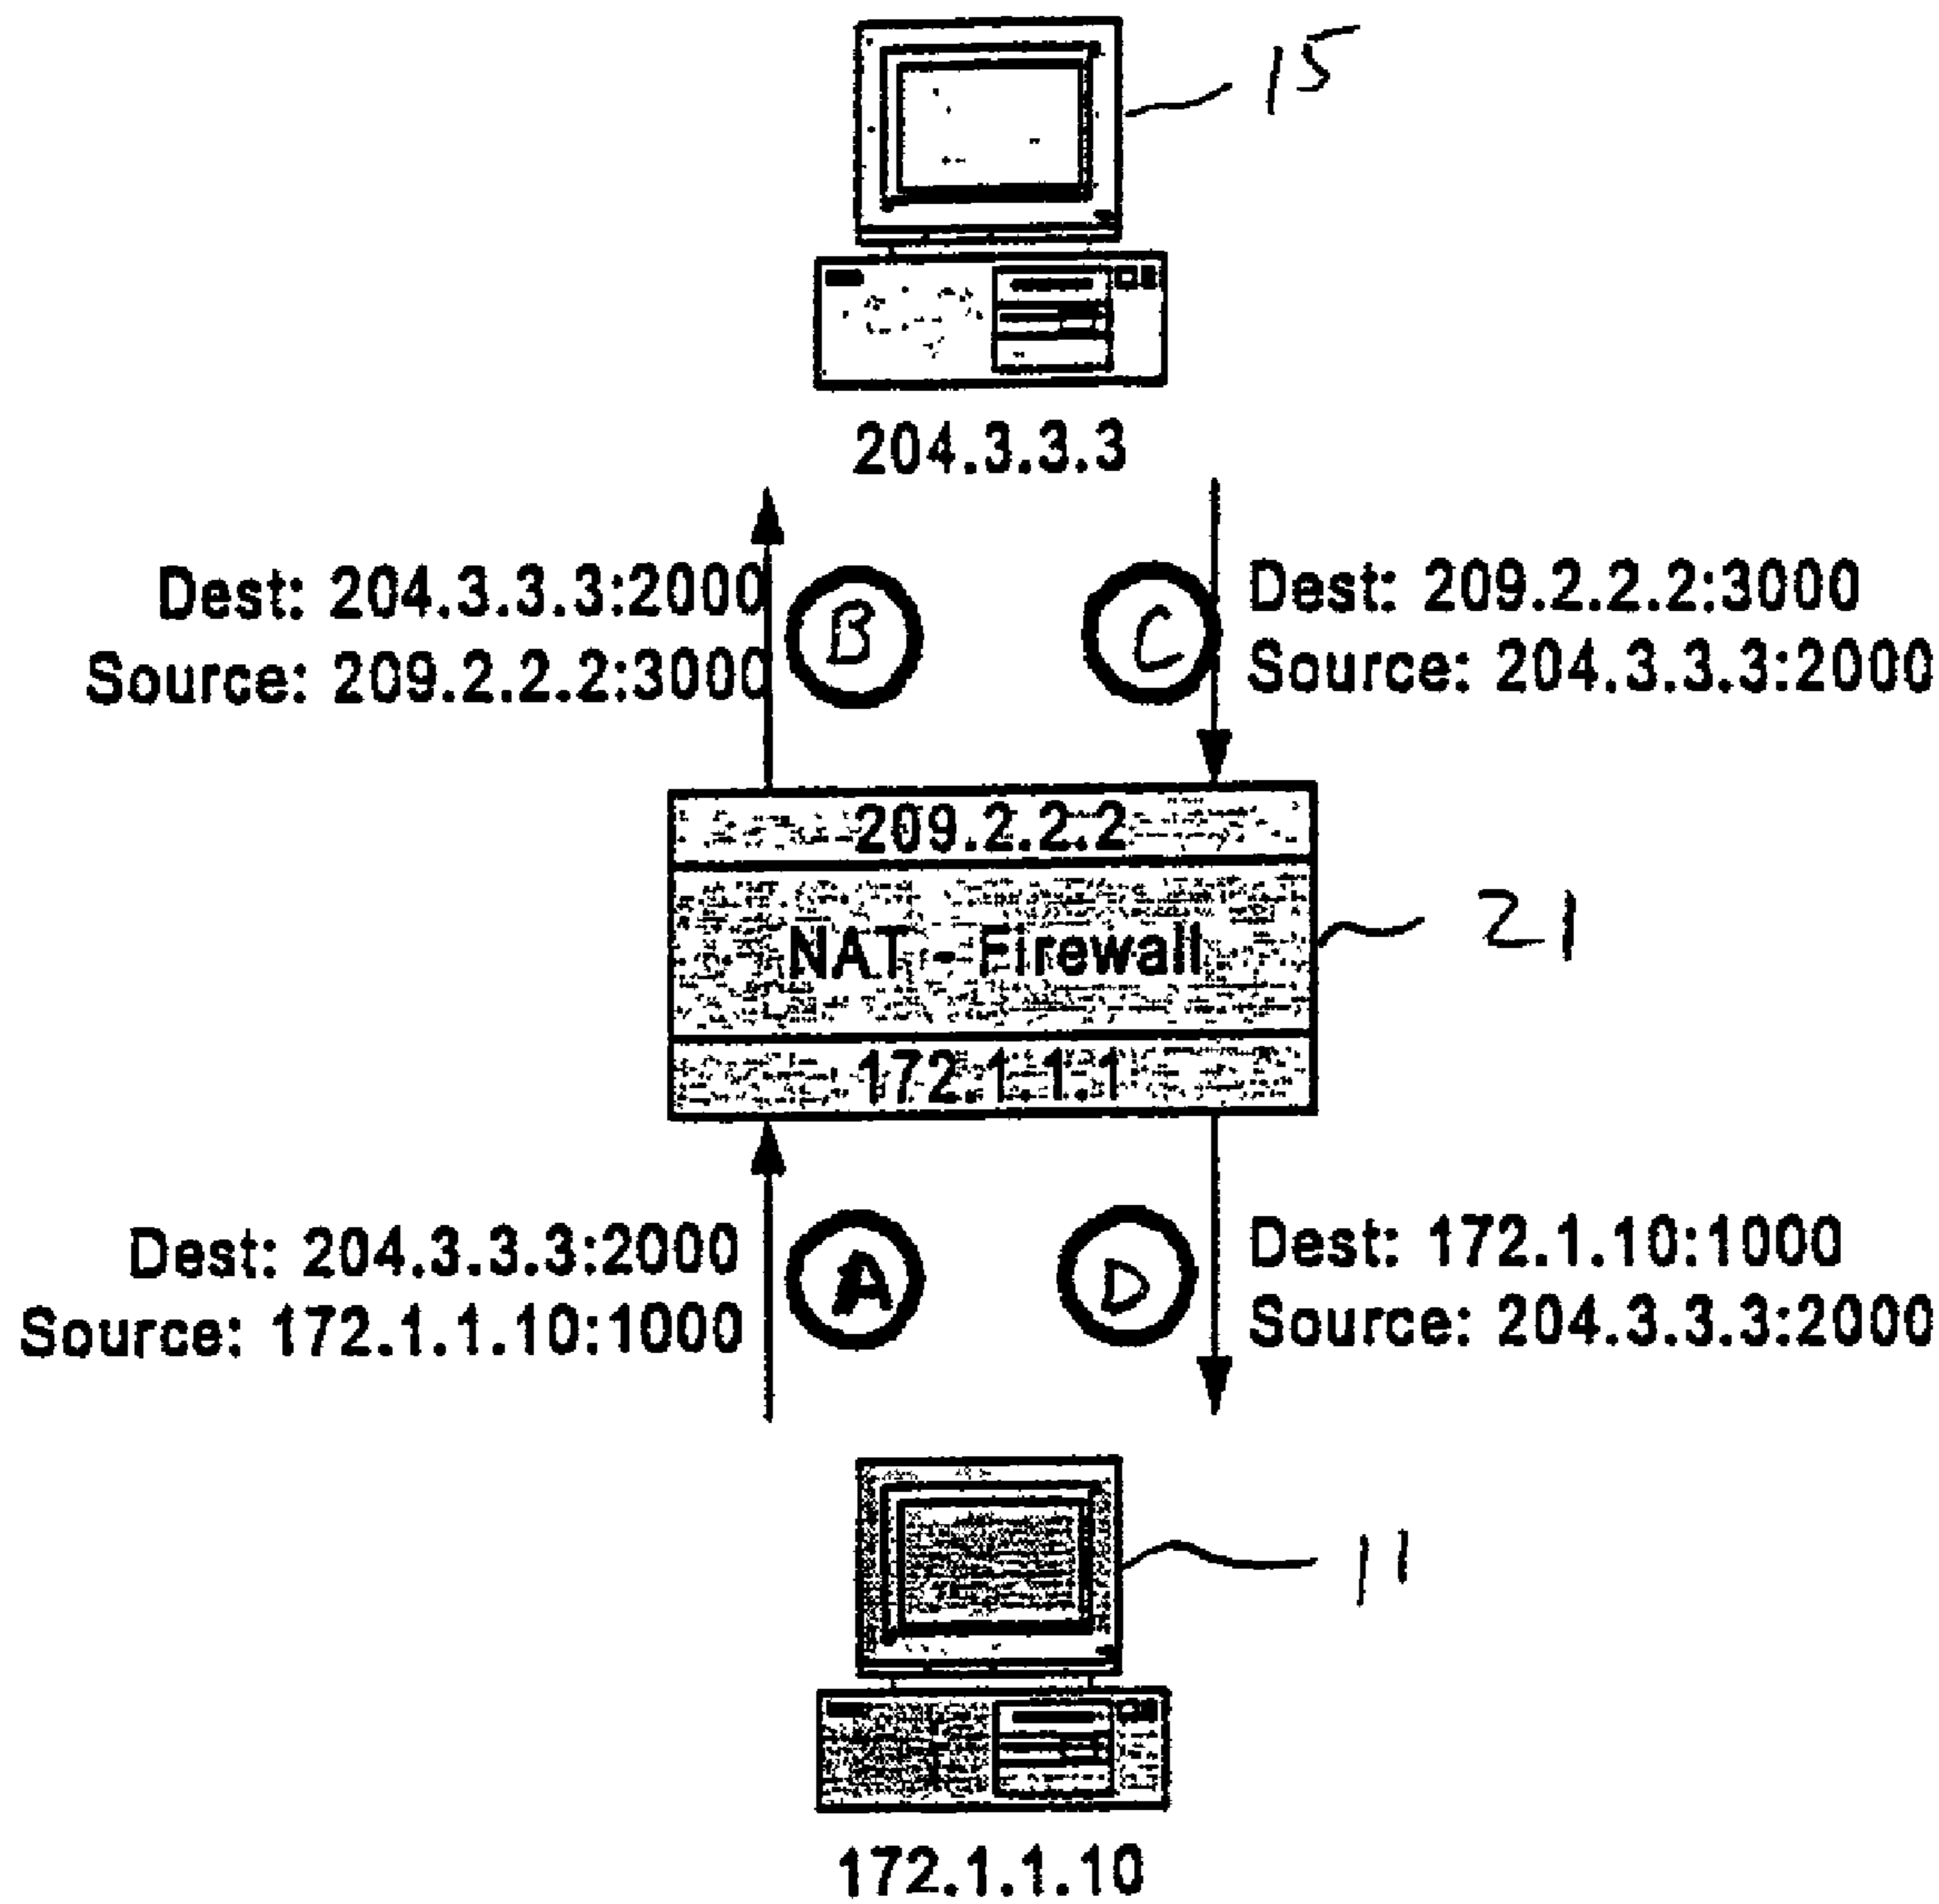 15
204.3.3.3
Dest: 204.3.3.3:2000
Source: 209.2.2.2:3000
B
C
Dest: 209.2.2.2:3000
Source: 204.3.3.3:2000
209.2.2.2
NAT - Firewall
21
172.1.1.1
Dest: 204.3.3.3:2000
Source: 172.1.1.10:1000
A
D
Dest: 172.1.10:1000
Source: 204.3.3.3:2000
11
172.1.1.10